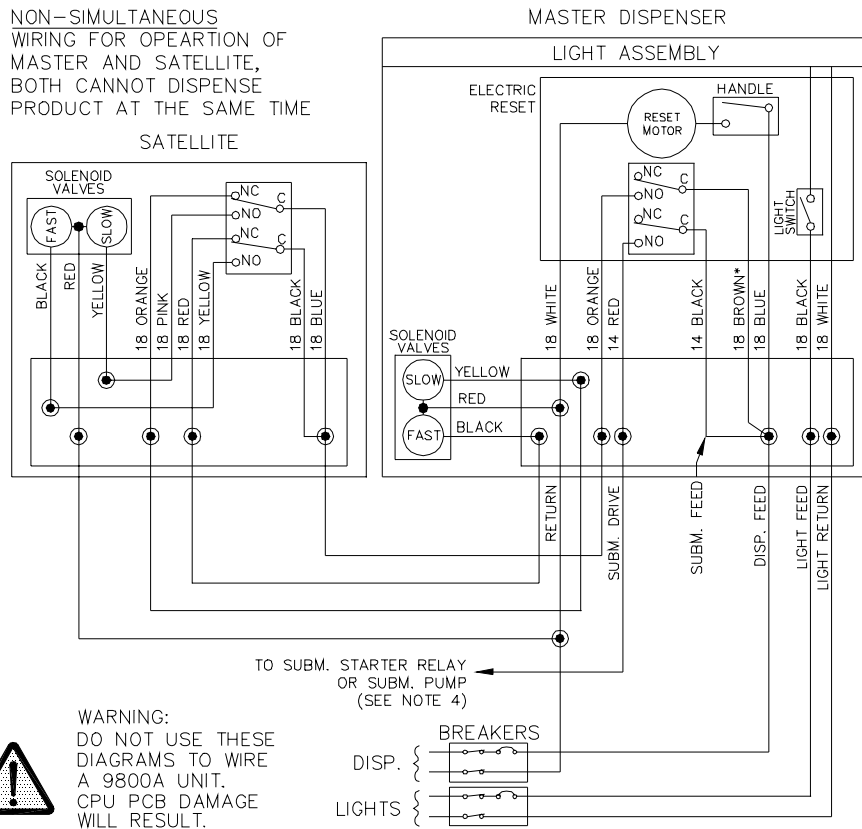 NON-SIMULTANEOUS
WIRING FOR OPEARTION OF
MASTER AND SATELLITE,
BOTH CANNOT DISPENSE
PRODUCT AT THE SAME TIME
MASTER DISPENSER
LIGHT ASSEMBLY
ELECTRIC
RESET
HANDLE
RESET
MOTOR
NC
C
NO
NC
C
NO
LIGHT
SWITCH
SATELLITE
SOLENOID
VALVES
FAST
SLOW
NC
C
NO
NC
C
NO
BLACK
RED
YELLOW
18 ORANGE
18 PINK
18 RED
18 YELLOW
18 BLACK
18 BLUE
18 WHITE
18 ORANGE
14 RED
14 BLACK
18 BROWN*
18 BLUE
18 BLACK
18 WHITE
SOLENOID
VALVES
SLOW
YELLOW
RED
FAST
BLACK
RETURN
SUBM. DRIVE
SUBM. FEED
DISP. FEED
LIGHT FEED
LIGHT RETURN
TO SUBM. STARTER RELAY
OR SUBM. PUMP
(SEE NOTE 4)
!
WARNING:
DO NOT USE THESE
DIAGRAMS TO WIRE
A 9800A UNIT.
CPU PCB DAMAGE
WILL RESULT.
BREAKERS
DISP.
LIGHTS